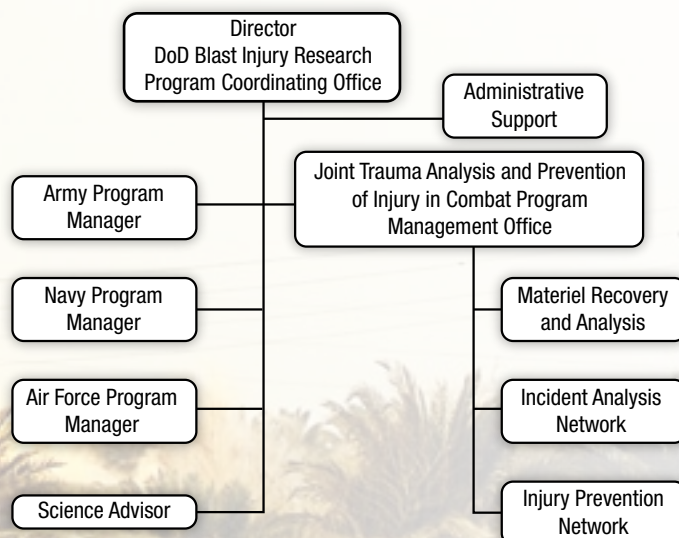 Director
DoD Blast Injury Research
Program Coordinating Office
Administrative
Support
Joint Trauma Analysis and Prevention
of Injury in Combat Program
Management Office
Army Program
Manager
Navy Program
Manager
Materiel Recovery
and Analysis
Air Force Program
Manager
Incident Analysis
Network
Science Advisor
Injury Prevention
Network